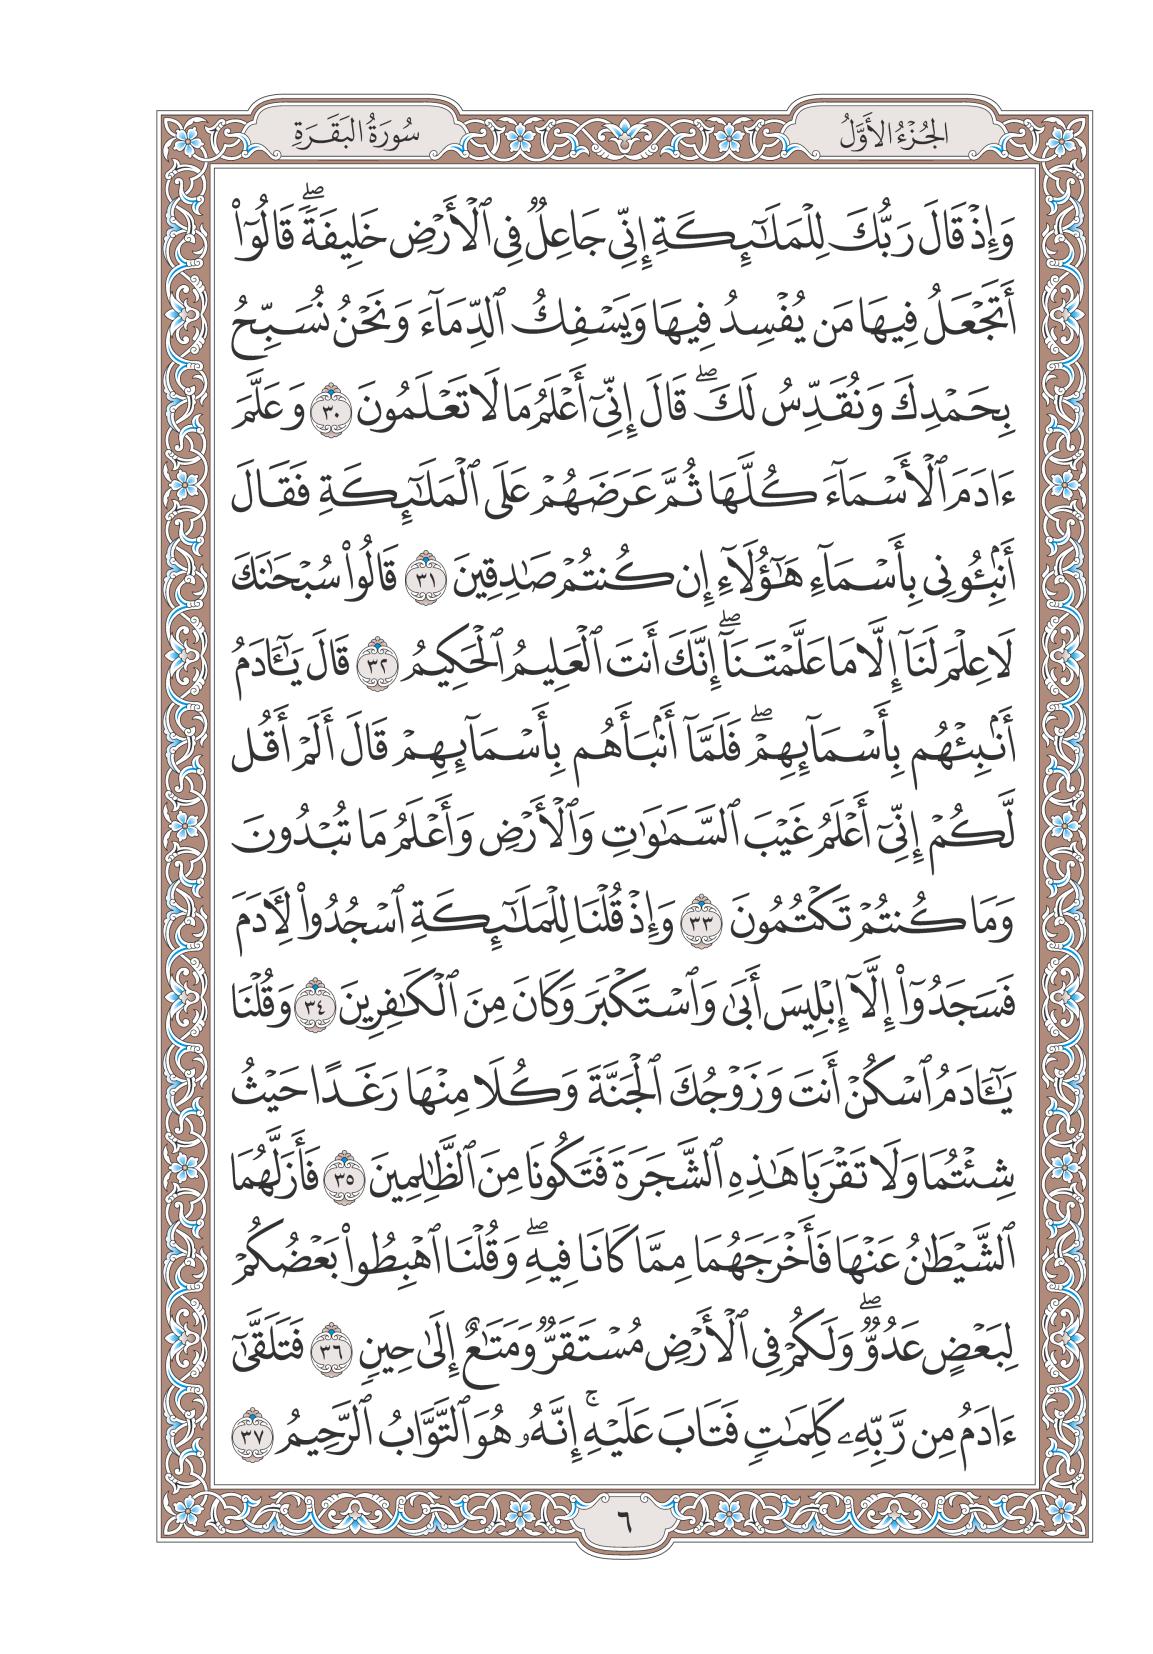 الجُزْءُ الأَوَّلُ
سُورَةُ البَقَرَةِ
وَإِذْ قَالَ رَبُّكَ لِلْمَلَٰٓئِكَةِ إِنِّى جَاعِلٌ فِى ٱلْأَرْضِ خَلِيفَةًۖ قَالُوٓا۟
أَتَجْعَلُ فِيهَا مَن يُفْسِدُ فِيهَا وَيَسْفِكُ ٱلدِّمَآءَ وَنَحْنُ نُسَبِّحُ
بِحَمْدِكَ وَنُقَدِّسُ لَكَۖ قَالَ إِنِّىٓ أَعْلَمُ مَا لَا تَعْلَمُونَ ٣٠ وَعَلَّمَ
ءَادَمَ ٱلْأَسْمَآءَ كُلَّهَا ثُمَّ عَرَضَهُمْ عَلَى ٱلْمَلَٰٓئِكَةِ فَقَالَ
أَنۢبِـُٔونِى بِأَسْمَآءِ هَٰٓؤُلَآءِ إِن كُنتُمْ صَٰدِقِينَ ٣١ قَالُوا۟ سُبْحَٰنَكَ
لَا عِلْمَ لَنَآ إِلَّا مَا عَلَّمْتَنَآۖ إِنَّكَ أَنتَ ٱلْعَلِيمُ ٱلْحَكِيمُ ٣٢ قَالَ يَٰٓـَٔادَمُ
أَنۢبِئْهُم بِأَسْمَآئِهِمْۖ فَلَمَّآ أَنۢبَأَهُم بِأَسْمَآئِهِمْ قَالَ أَلَمْ أَقُل
لَّكُمْ إِنِّىٓ أَعْلَمُ غَيْبَ ٱلسَّمَٰوَٰتِ وَٱلْأَرْضِ وَأَعْلَمُ مَا تُبْدُونَ
وَمَا كُنتُمْ تَكْتُمُونَ ٣٣ وَإِذْ قُلْنَا لِلْمَلَٰٓئِكَةِ ٱسْجُدُوا۟ لِـَٔادَمَ
فَسَجَدُوٓا۟ إِلَّآ إِبْلِيسَ أَبَىٰ وَٱسْتَكْبَرَ وَكَانَ مِنَ ٱلْكَٰفِرِينَ ٣٤ وَقُلْنَا
يَٰٓـَٔادَمُ ٱسْكُنْ أَنتَ وَزَوْجُكَ ٱلْجَنَّةَ وَكُلَا مِنْهَا رَغَدًا حَيْثُ
شِئْتُمَا وَلَا تَقْرَبَا هَٰذِهِ ٱلشَّجَرَةَ فَتَكُونَا مِنَ ٱلظَّٰلِمِينَ ٣٥ فَأَزَلَّهُمَا
ٱلشَّيْطَٰنُ عَنْهَا فَأَخْرَجَهُمَا مِمَّا كَانَا فِيهِۖ وَقُلْنَا ٱهْبِطُوا۟ بَعْضُكُمْ
لِبَعْضٍ عَدُوٌّۖ وَلَكُمْ فِى ٱلْأَرْضِ مُسْتَقَرٌّ وَمَتَٰعٌ إِلَىٰ حِينٍ ٣٦ فَتَلَقَّىٰٓ
ءَادَمُ مِن رَّبِّهِۦ كَلِمَٰتٍ فَتَابَ عَلَيْهِۚ إِنَّهُۥ هُوَ ٱلتَّوَّابُ ٱلرَّحِيمُ ٣٧
٦